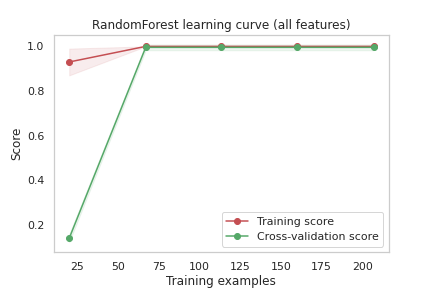 RandomForest learning curve (all features)
1.0
0.8
0.6
0.4
0.2
Score
Training score
Cross-validation score
25 50 75 100 125 150 175 200
Training examples